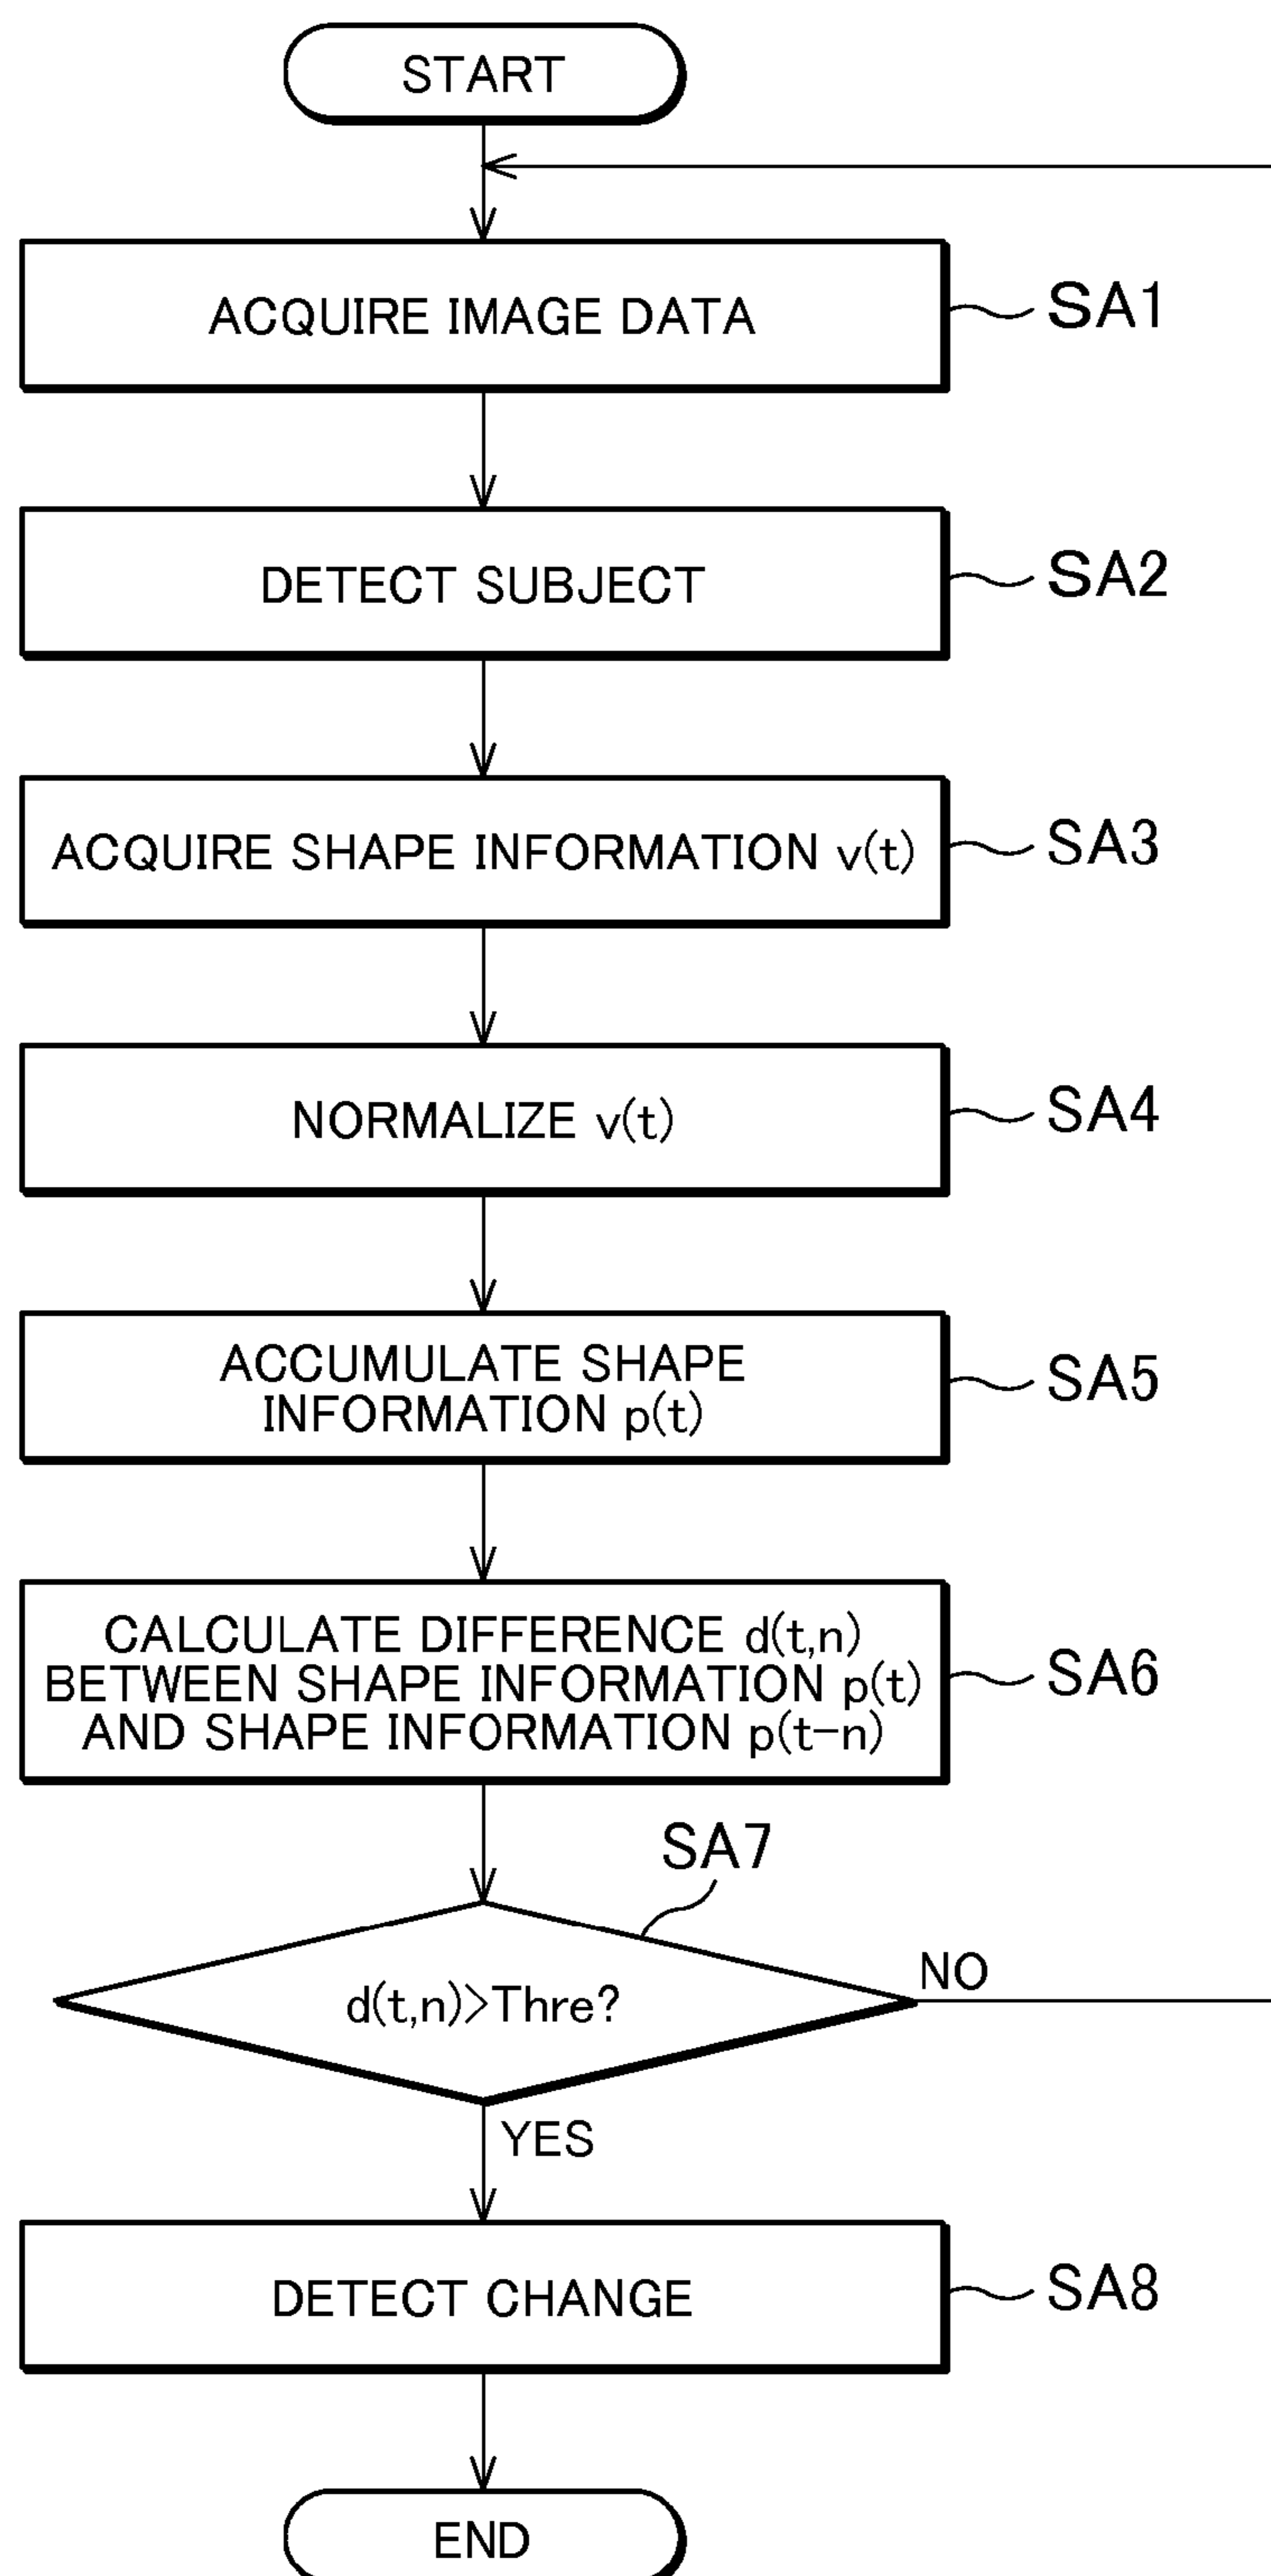 START
ACQUIRE IMAGE DATA
SA1
DETECT SUBJECT
SA2
ACQUIRE SHAPE INFORMATION v(t)
SA3
NORMALIZE v(t)
SA4
ACCUMULATE SHAPE
INFORMATION p(t)
SA5
CALCULATE DIFFERENCE d(t,n)
BETWEEN SHAPE INFORMATION p(t)
AND SHAPE INFORMATION p(t-n)
SA6
SA7
d(t,n)>Thre?
NO
YES
DETECT CHANGE
SA8
END